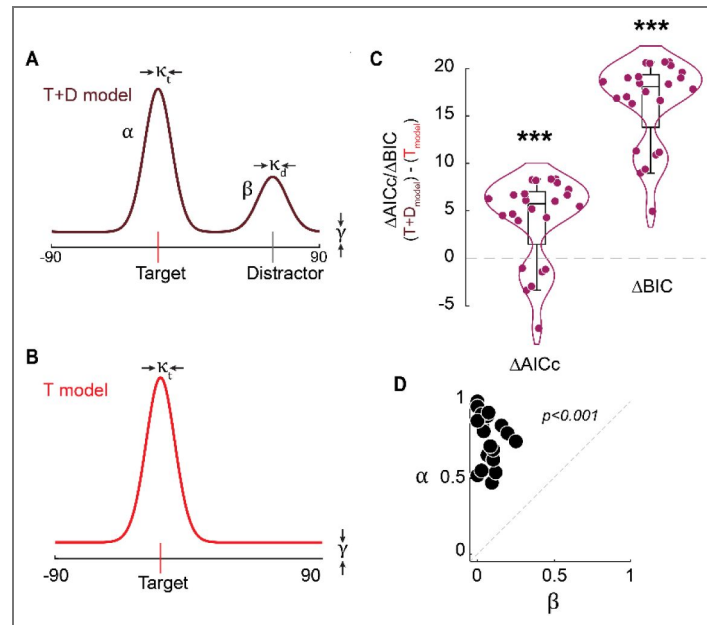 A
T+D model
κt
α
κd
β
γ
-90
Target
Distractor
90
B
T model
κt
γ
-90
Target
90
C
ΔAICc/ΔBIC
(T+Dmodel) - (Tmodel)
20
15
10
5
0
-5
***
***
ΔBIC
ΔAICc
D
1
α
0.5
0
p<0.001
0
0.5
1
β